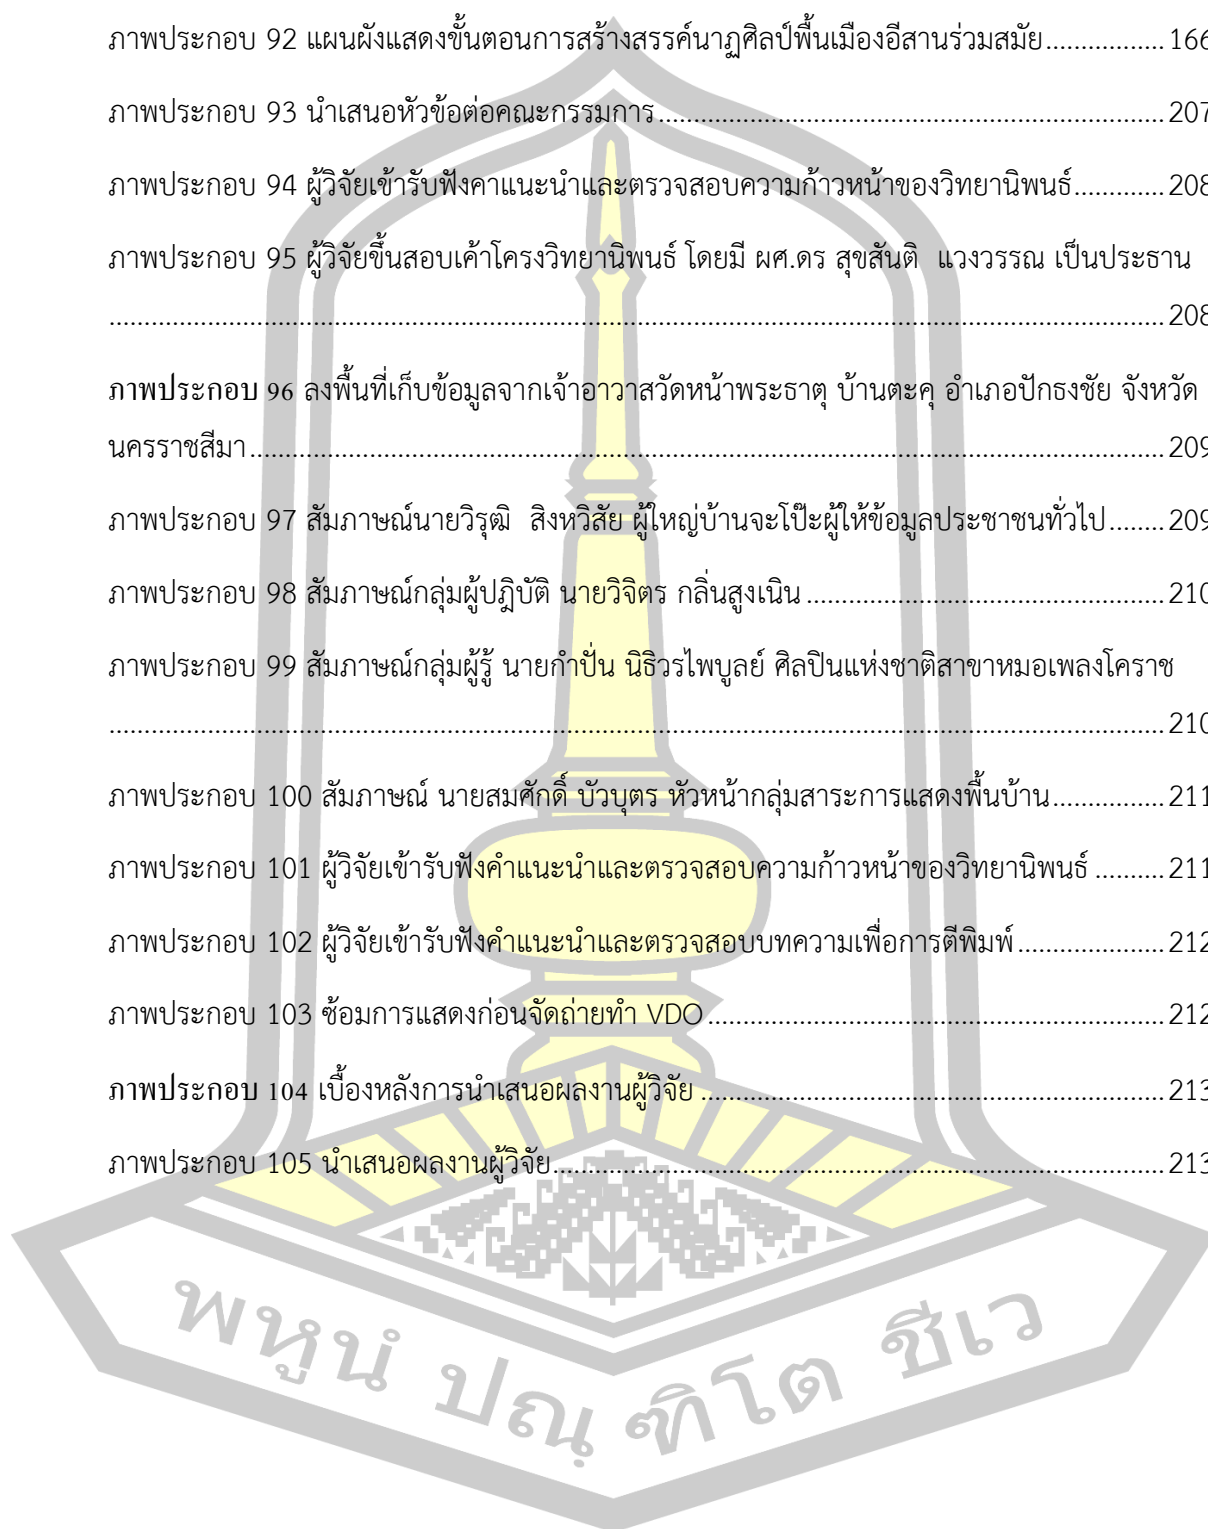 ภาพประกอบ 92 แผนผังแสดงขั้นตอนการสร้างสรรค์นาฏศิลป์พื้นเมืองอีสานร่วมสมัย................. 166
ภาพประกอบ 93 นำเสนอหัวข้อต่อคณะกรรมการ........................................................................ 207
ภาพประกอบ 94 ผู้วิจัยเข้ารับฟังคาแนะนำและตรวจสอบความก้าวหน้าของวิทยานิพนธ์............. 208
ภาพประกอบ 95 ผู้วิจัยขึ้นสอบเค้าโครงวิทยานิพนธ์ โดยมี ผศ.ดร สุขสันติ  แวงวรรณ เป็นประธาน
...................................................................................................................................................... 208
ภาพประกอบ 96 ลงพื้นที่เก็บข้อมูลจากเจ้าอาวาสวัดหน้าพระธาตุ บ้านตะคุ อำเภอปักธงชัย จังหวัด
นครราชสีมา.................................................................................................................................. 209
ภาพประกอบ 97 สัมภาษณ์นายวิรุฒิ  สิงหวิสัย ผู้ใหญ่บ้านจะโป๊ะผู้ให้ข้อมูลประชาชนทั่วไป........ 209
ภาพประกอบ 98 สัมภาษณ์กลุ่มผู้ปฎิบัติ นายวิจิตร กลิ่นสูงเนิน ................................................... 210
ภาพประกอบ 99 สัมภาษณ์กลุ่มผู้รู้ นายกำปั่น นิธิวรไพบูลย์ ศิลปินแห่งชาติสาขาหมอเพลงโคราช
...................................................................................................................................................... 210
ภาพประกอบ 100 สัมภาษณ์ นายสมศักดิ์ บัวบุตร หัวหน้ากลุ่มสาระการแสดงพื้นบ้าน................ 211
ภาพประกอบ 101 ผู้วิจัยเข้ารับฟังคำแนะนำและตรวจสอบความก้าวหน้าของวิทยานิพนธ์ .......... 211
ภาพประกอบ 102 ผู้วิจัยเข้ารับฟังคำแนะนำและตรวจสอบบทความเพื่อการตีพิมพ์..................... 212
ภาพประกอบ 103 ซ้อมการแสดงก่อนจัดถ่ายทำ VDO................................................................. 212
ภาพประกอบ 104 เบื้องหลังการนำเสนอผลงานผู้วิจัย .................................................................. 213
ภาพประกอบ 105 นำเสนอผลงานผู้วิจัย....................................................................................... 213
พหูนํ ปณฺฑิโต ชีเว